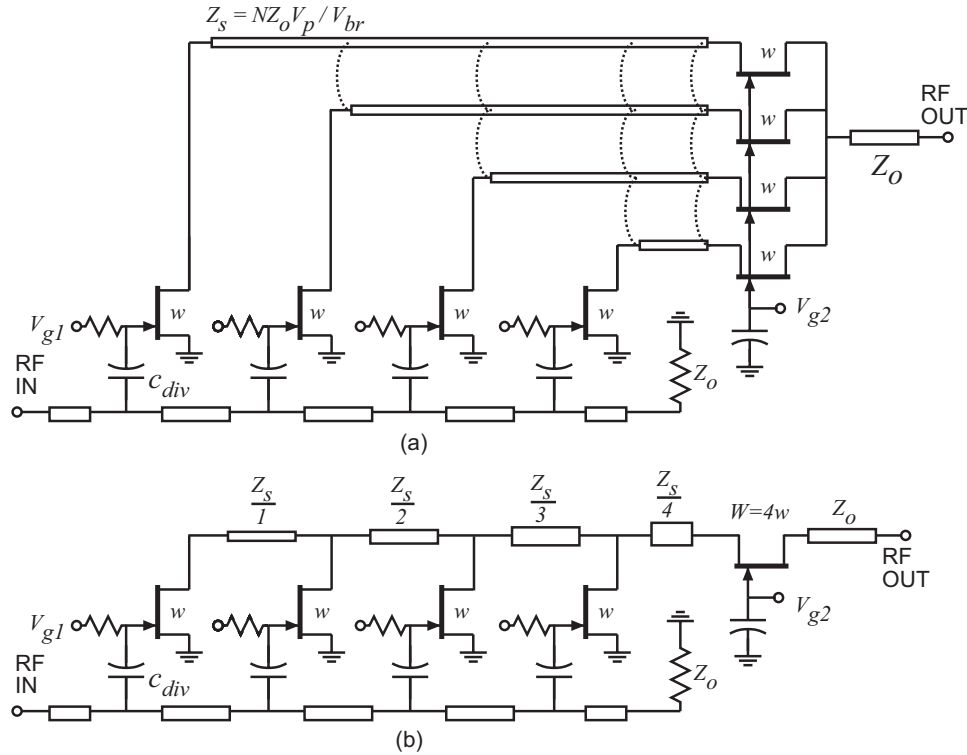 Z_s = NZ_oV_p / V_br
w
w
w
w
RF
OUT
Z_o
V_g1
w
w
w
w
V_g2
RF
IN
c_div
Z_o
(a)
Z_s
1
Z_s
2
Z_s
3
Z_s
4
W=4w
Z_o
RF
OUT
V_g1
w
w
w
w
V_g2
RF
IN
c_div
Z_o
(b)